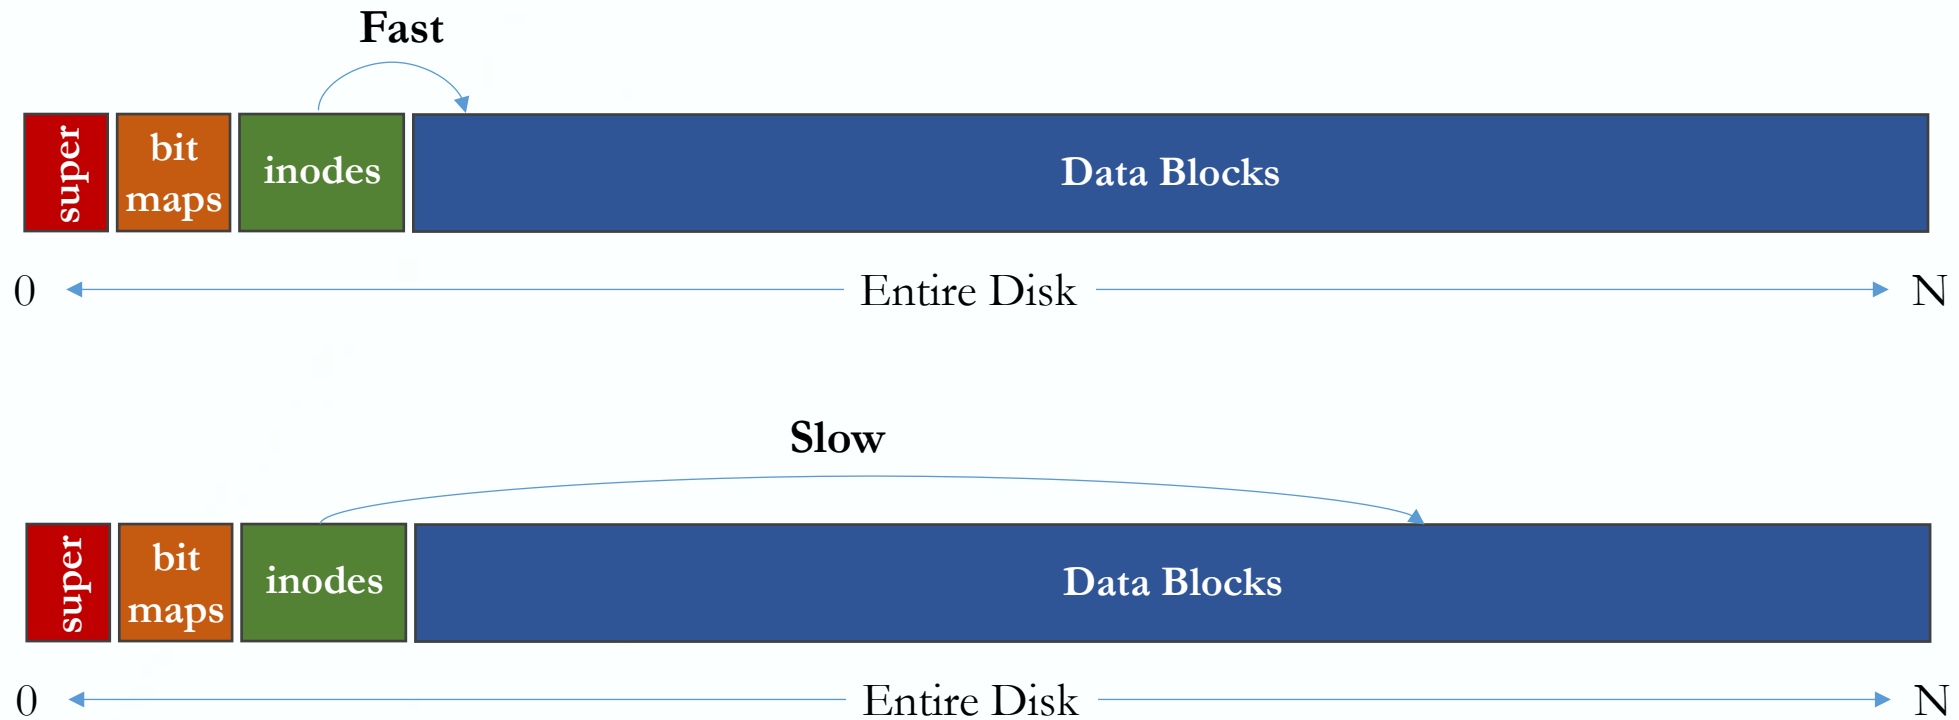 Fast
super
bit
maps
inodes
Data Blocks
0
Entire Disk
N
Slow
super
bit
maps
inodes
Data Blocks
0
Entire Disk
N